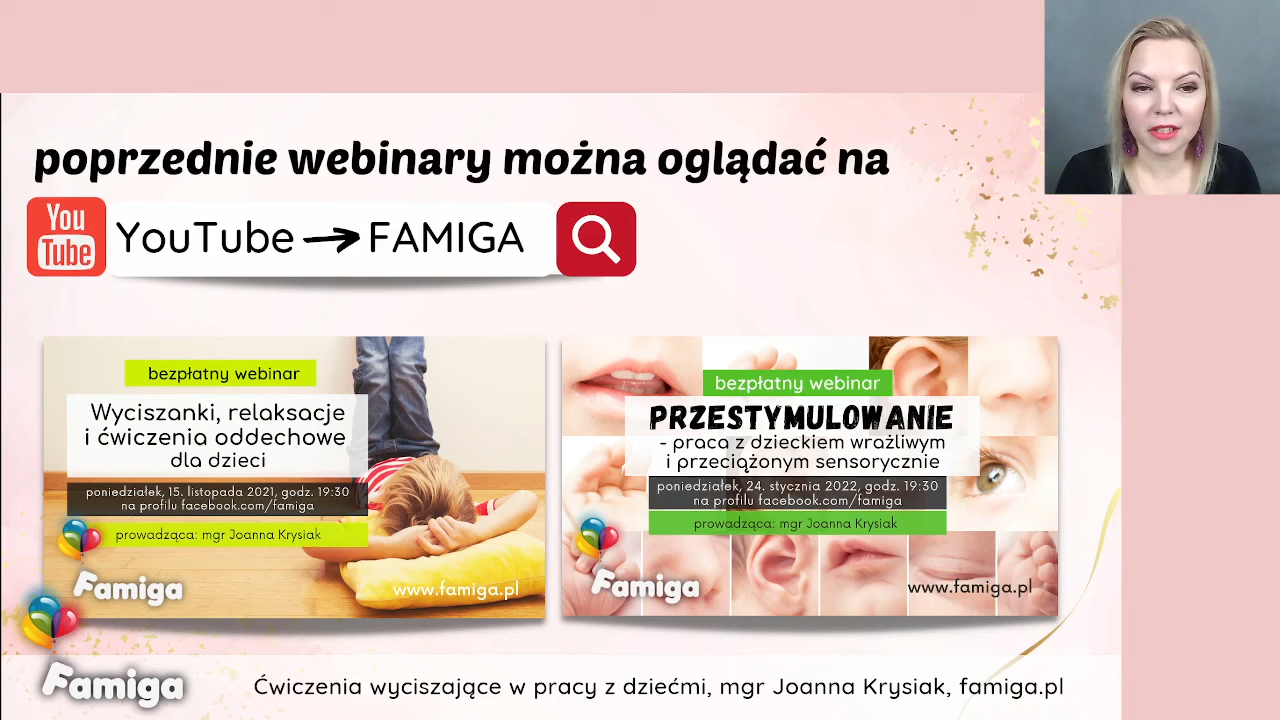 poprzednie webinary można oglądać na
You
Tube
YouTube → FAMIGA
bezpłatny webinar
Wyciszanki, relaksacje
i ćwiczenia oddechowe
dla dzieci
poniedziałek, 15. listopada 2021, godz. 19:30
na profilu facebook.com/famiga
prowadząca: mgr Joanna Krysiak
Famiga
www.famiga.pl
bezpłatny webinar
PRZESTYMULOWANIE
- praca z dzieckiem wrażliwym
i przeciążonym sensorycznie
poniedziałek, 24. stycznia 2022, godz. 19:30
na profilu facebook.com/famiga
prowadząca: mgr Joanna Krysiak
Famiga
www.famiga.pl
Famiga
Ćwiczenia wyciszające w pracy z dziećmi, mgr Joanna Krysiak, famiga.pl